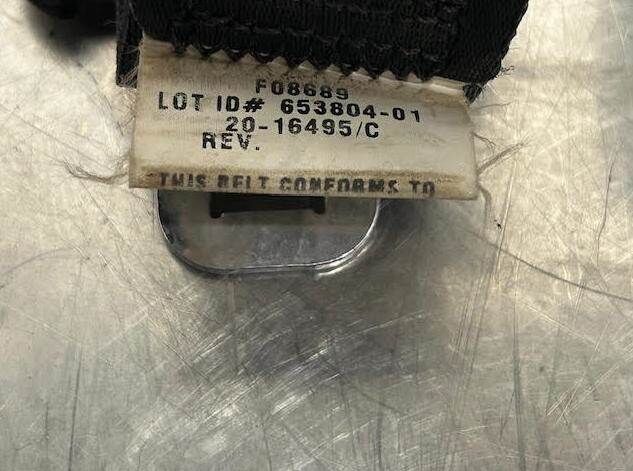 F08689
LOT ID# 653804-01
20-16495/C
REV.
THIS BELT CONFORMS TO